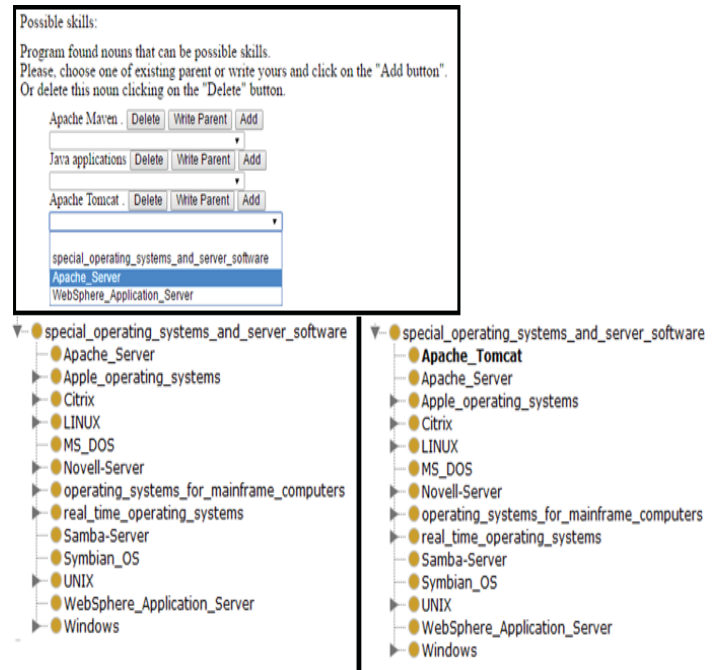 Possible skills:
Program found nouns that can be possible skills.
Please, choose one of existing parent or write yours and click on the "Add button".
Or delete this noun clicking on the "Delete" button.
Apache Maven . Delete Write Parent Add
Java applications Delete Write Parent Add
Apache Tomcat . Delete Write Parent Add
special_operating_systems_and_server_software
Apache_Server
WebSphere_Application_Server
special_operating_systems_and_server_software
Apache_Server
Apple_operating_systems
Citrix
LINUX
MS_DOS
Novell-Server
operating_systems_for_mainframe_computers
real_time_operating_systems
Samba-Server
Symbian_OS
UNIX
WebSphere_Application_Server
Windows
special_operating_systems_and_server_software
Apache_Tomcat
Apache_Server
Apple_operating_systems
Citrix
LINUX
MS_DOS
Novell-Server
operating_systems_for_mainframe_computers
real_time_operating_systems
Samba-Server
Symbian_OS
UNIX
WebSphere_Application_Server
Windows